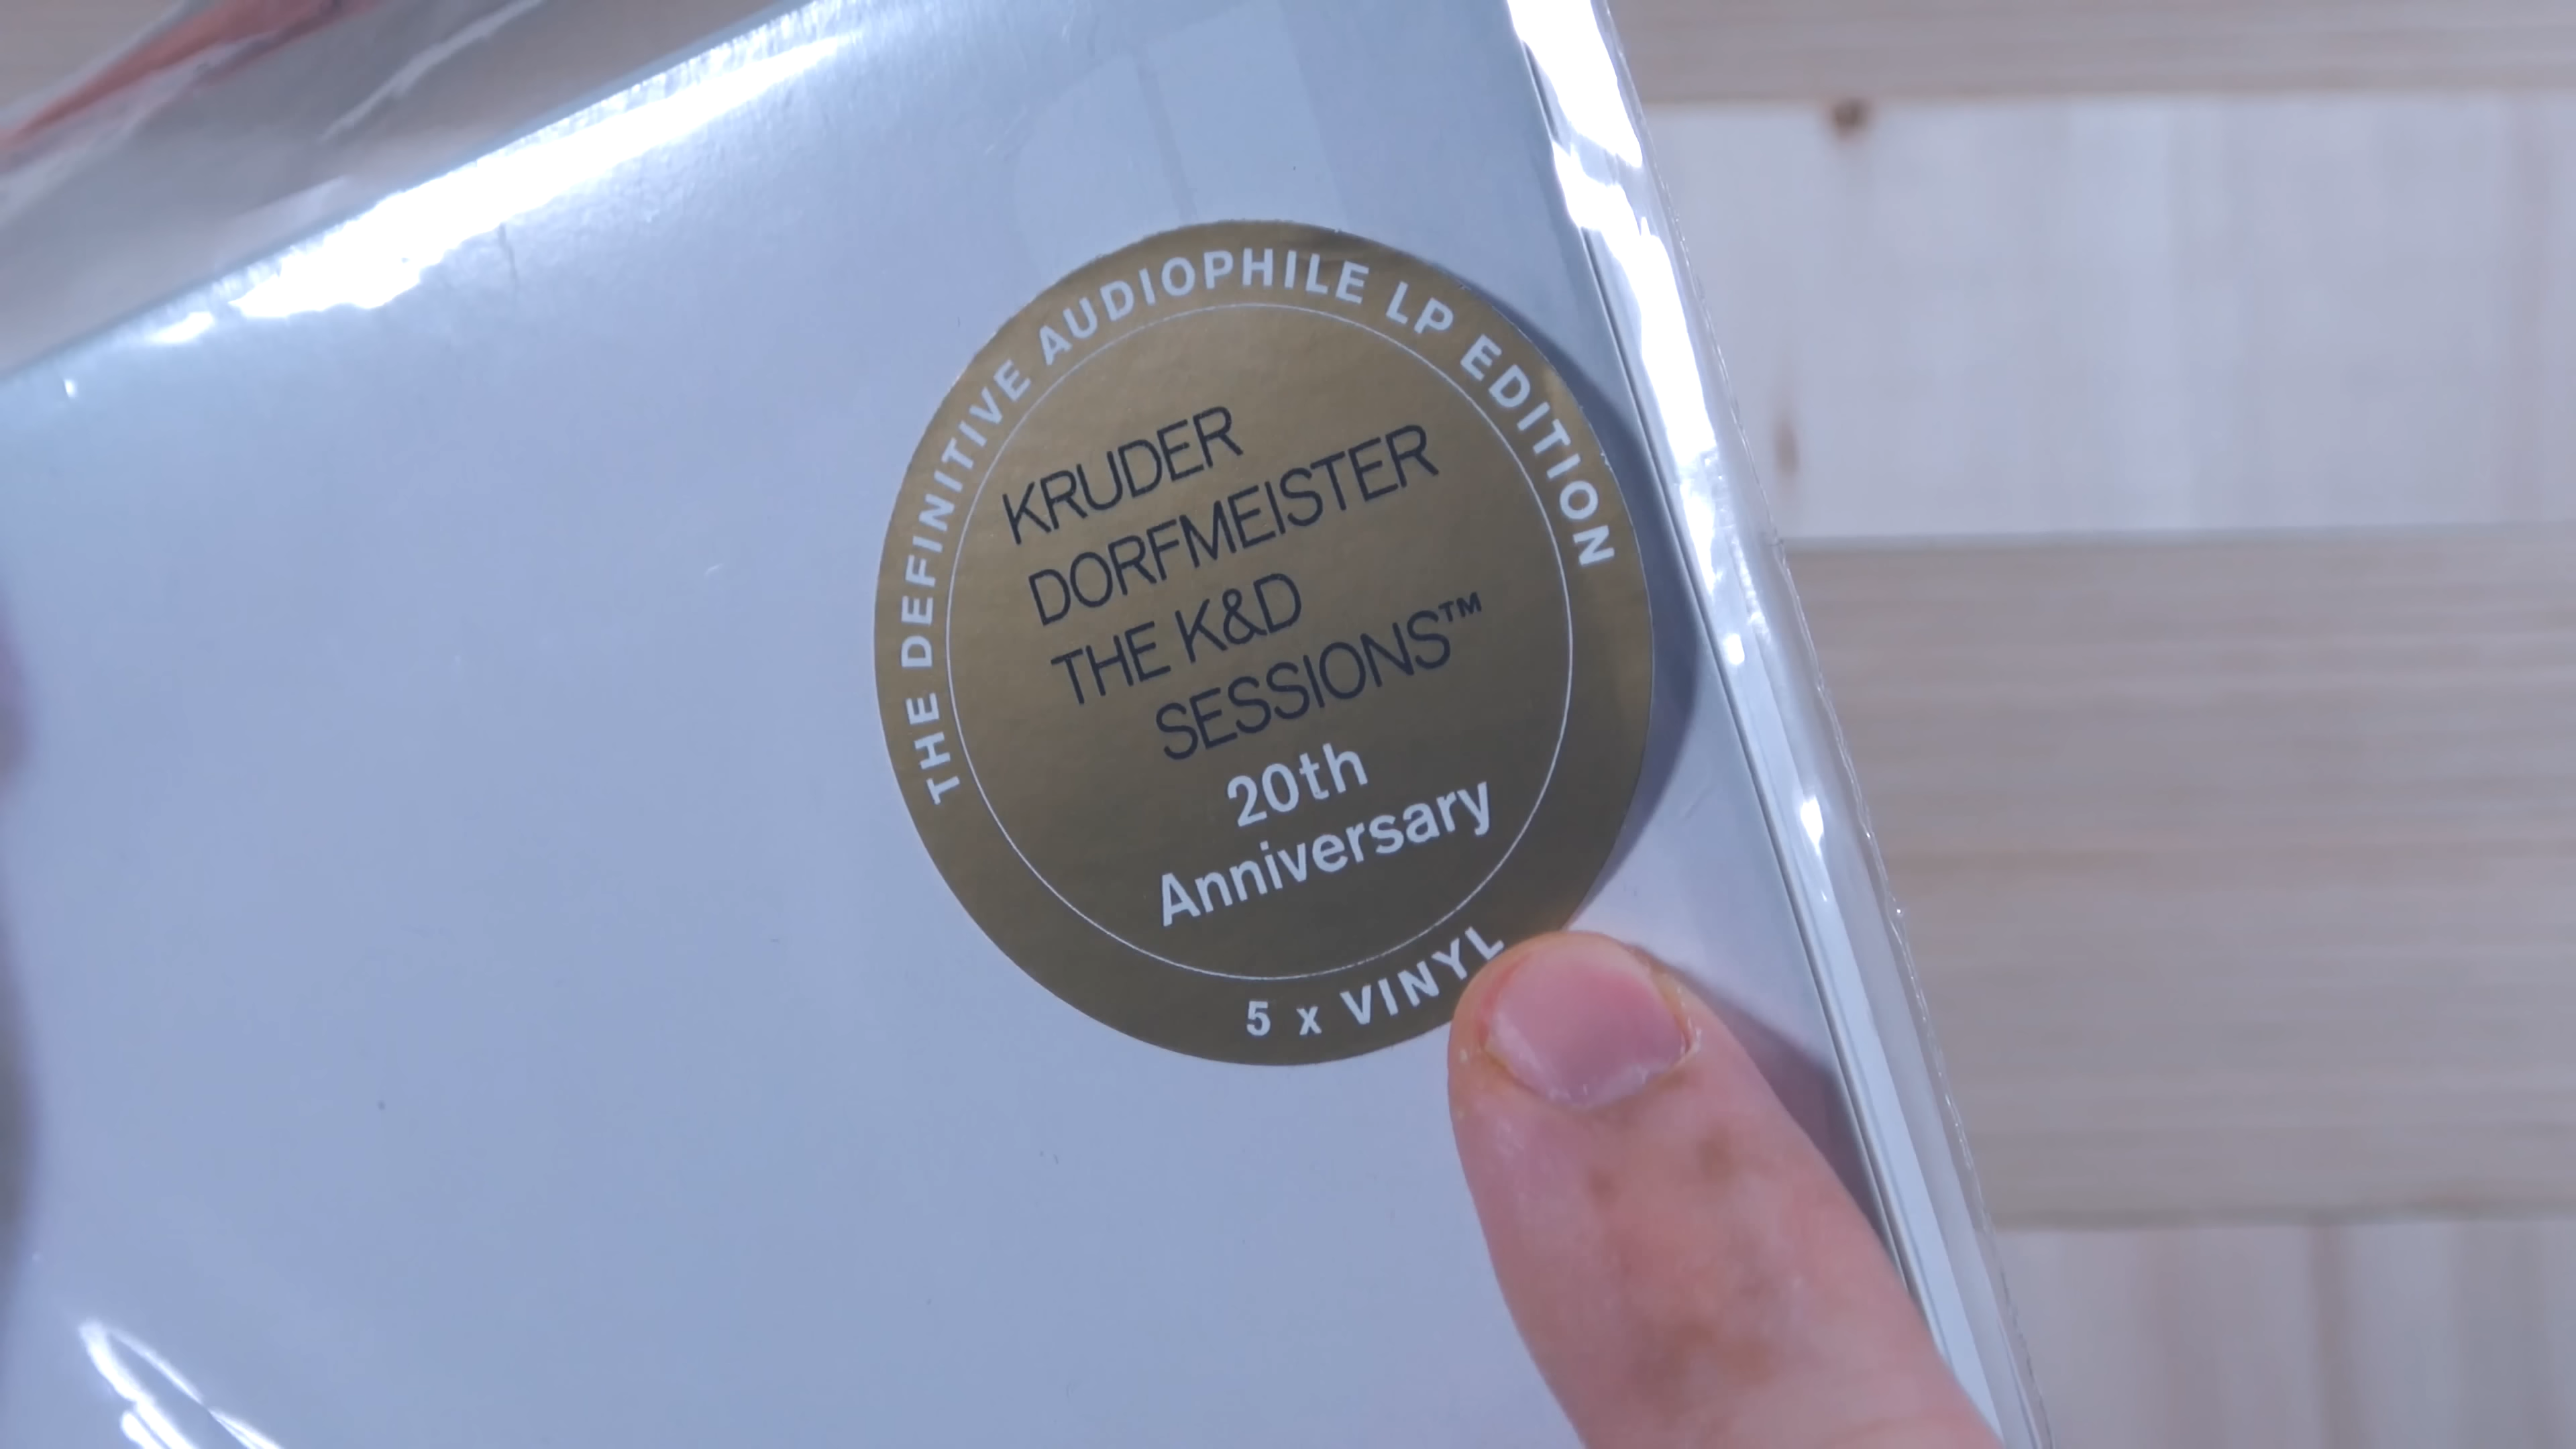 THE DEFINITIVE AUDIOPHILE LP EDITION
KRUDER
DORFMEISTER
THE K&D
SESSIONS™
20th
Anniversary
5 x VINYL